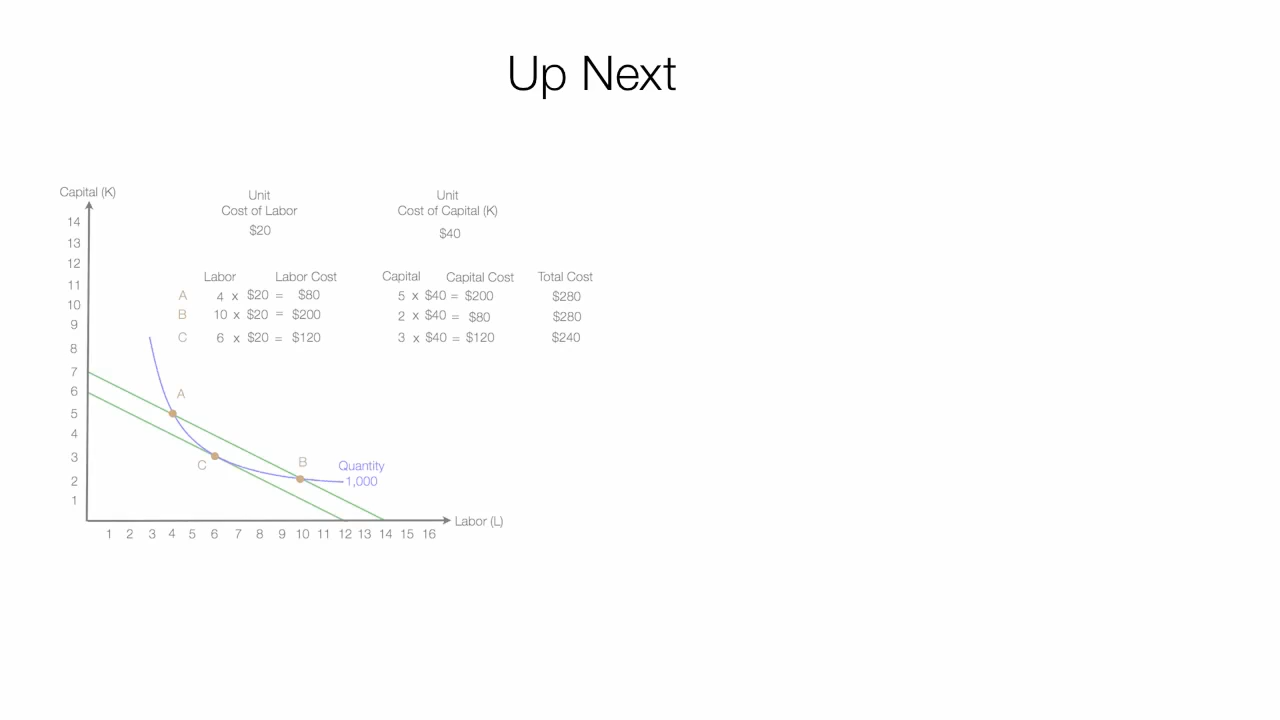 Up Next
Capital (K)
Unit
Cost of Labor
$20
Unit
Cost of Capital (K)
$40
Labor Labor Cost Capital Capital Cost Total Cost
A 4 x $20 = $80 5 x $40 = $200 $280
B 10 x $20 = $200 2 x $40 = $80 $280
C 6 x $20 = $120 3 x $40 = $120 $240
14
13
12
11
10
9
8
7
6
5
4
3
2
1
A
C
B
Quantity
1,000
Labor (L)
1 2 3 4 5 6 7 8 9 10 11 12 13 14 15 16